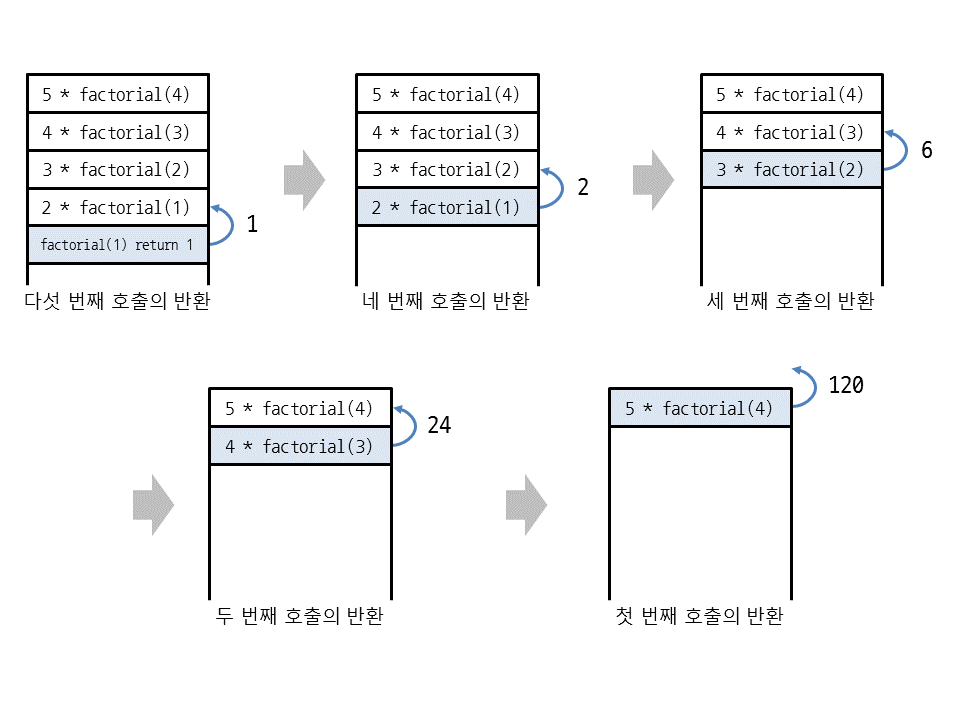 5 * factorial(4)
4 * factorial(3)
3 * factorial(2)
2 * factorial(1)
factorial(1) return 1
1
다섯 번째 호출의 반환
5 * factorial(4)
4 * factorial(3)
3 * factorial(2)
2 * factorial(1)
2
네 번째 호출의 반환
5 * factorial(4)
4 * factorial(3)
3 * factorial(2)
6
세 번째 호출의 반환
5 * factorial(4)
4 * factorial(3)
24
두 번째 호출의 반환
5 * factorial(4)
120
첫 번째 호출의 반환